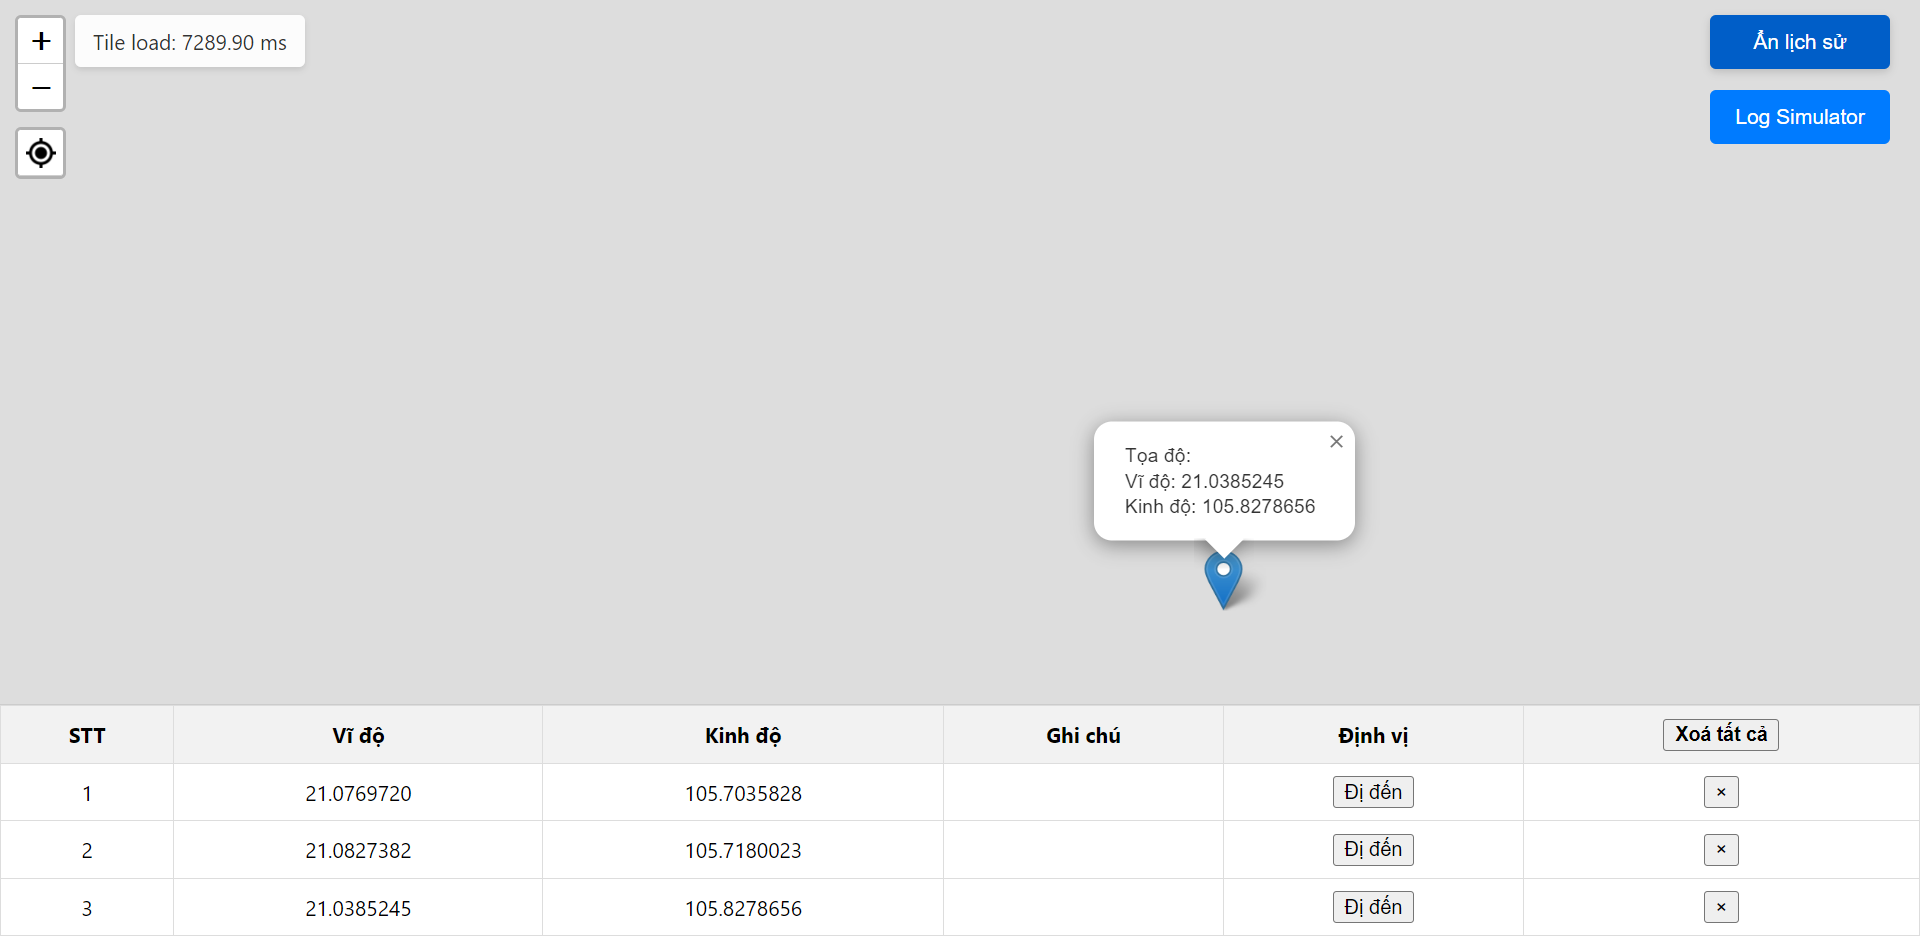 +
Tile load: 7289.90 ms
Ẩn lịch sử
−
Log Simulator
×
Tọa độ:
Vĩ độ: 21.0385245
Kinh độ: 105.8278656
STT Vĩ độ Kinh độ Ghi chú Định vị Xoá tất cả
1 21.0769720 105.7035828 Đị đến ×
2 21.0827382 105.7180023 Đị đến ×
3 21.0385245 105.8278656 Đị đến ×